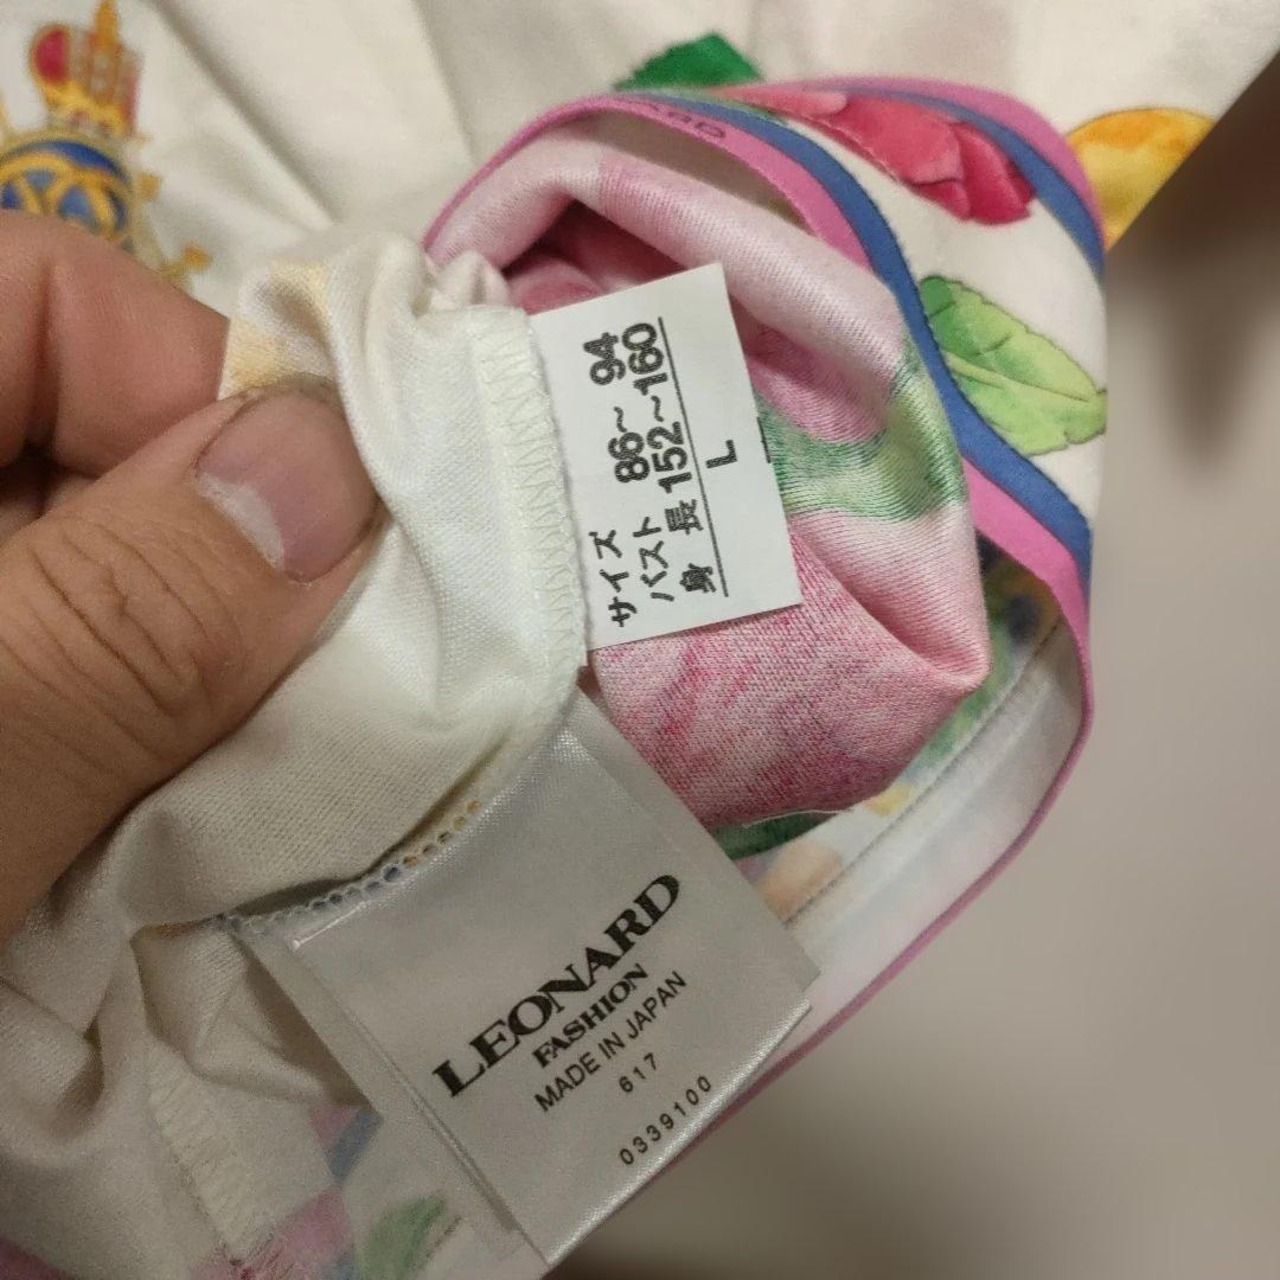 サイズ
バスト 86~ 94
身 長 152~160
L
LEONARD
FASHION
MADE IN JAPAN
617
0339100